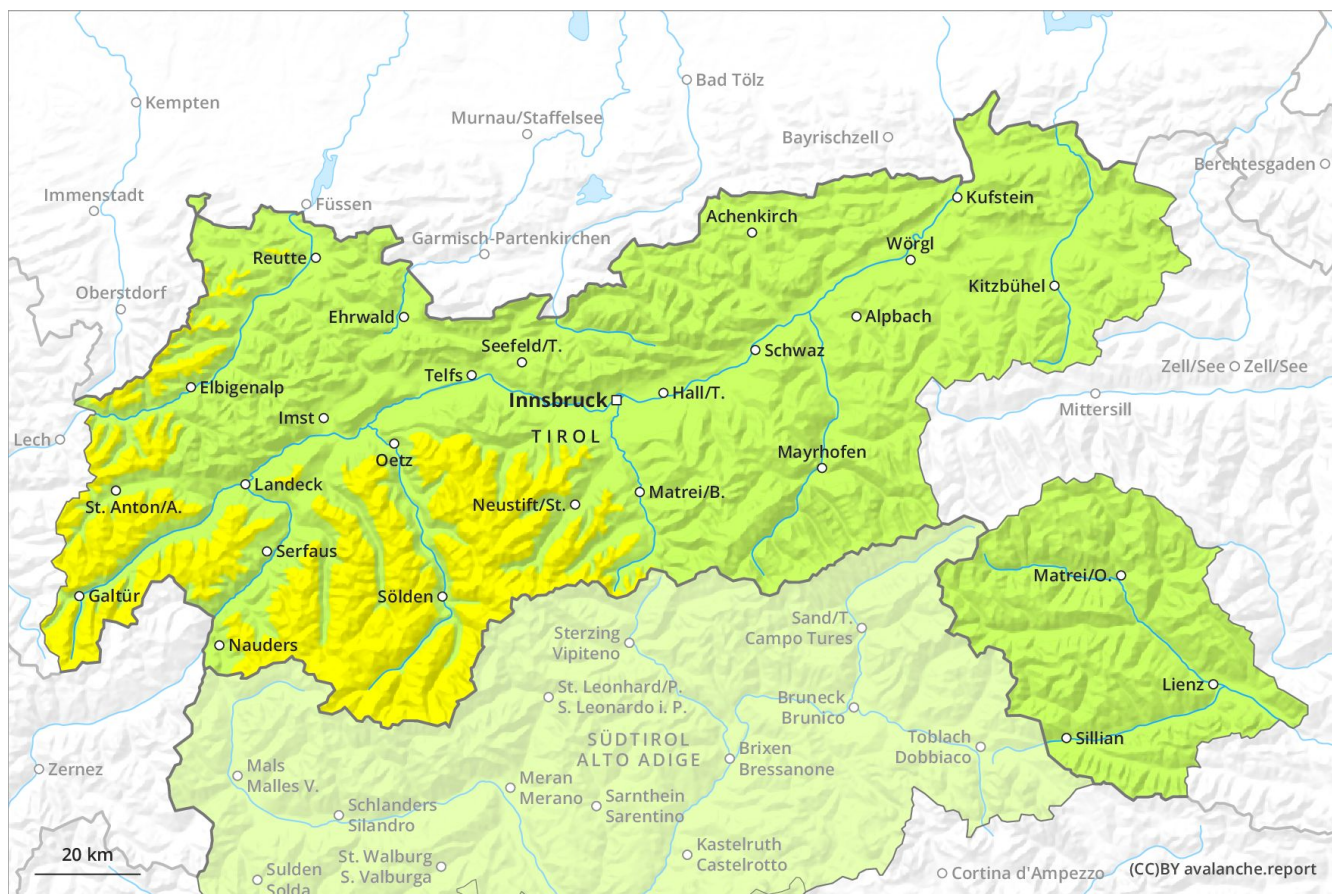 Kempten
Bad Tölz
Murnau/Staffelsee
Bayrischzell
Berchtesgaden
Immenstadt
Füssen
Kufstein
Achenkirch
Garmisch-Partenkirchen
Wörgl
Reutte
Oberstdorf
Kitzbühel
Ehrwald
Alpbach
Seefeld/T.
Schwaz
Telfs
Zell/See
Zell/See
Elbigenalp
Hall/T.
Innsbruck
Mittersill
Imst
Lech
TIROL
Oetz
Mayrhofen
Landeck
Matrei/B.
St. Anton/A.
Neustift/St.
Serfaus
Matrei/O.
Galtür
Sölden
Sand/T.
Campo Tures
Sterzing
Vipiteno
Nauders
Lienz
St. Leonhard/P.
S. Leonardo i. P.
Bruneck
Brunico
SÜDTIROL
ALTO ADIGE
Toblach
Dobbiaco
Sillian
Brixen
Bressanone
Zernez
Mals
Malles V.
Meran
Merano
Sarnthein
Sarentino
Schlanders
Silandro
Kastelruth
Castelrotto
20 km
St. Walburg
S. Valburga
Sulden
Solda
Cortina d'Ampezzo
(CC)BY avalanche.report